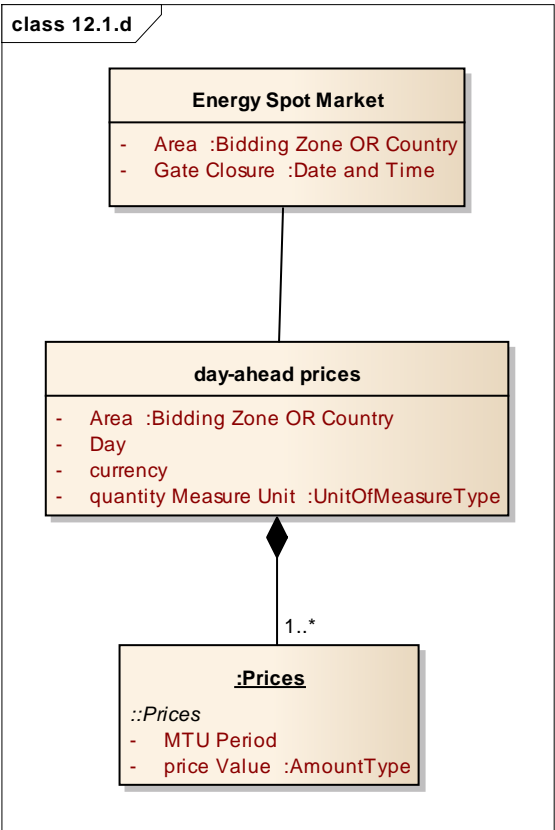 class 12.1.d
Energy Spot Market
- Area :Bidding Zone OR Country
- Gate Closure :Date and Time
day-ahead prices
- Area :Bidding Zone OR Country
- Day
- currency
- quantity Measure Unit :UnitOfMeasureType
1..*
:Prices
::Prices
- MTU Period
- price Value :AmountType